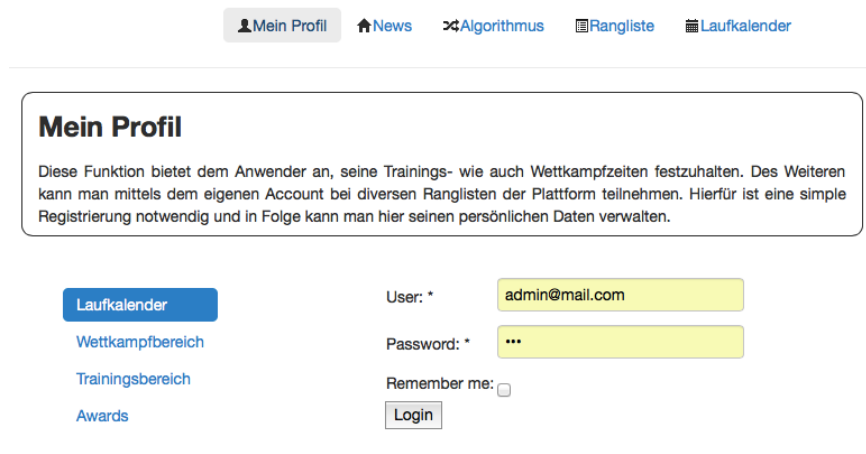 Mein Profil News Algorithmus Rangliste Laufkalender
Mein Profil
Diese Funktion bietet dem Anwender an, seine Trainings- wie auch Wettkampfzeiten festzuhalten. Des Weiteren
kann man mittels dem eigenen Account bei diversen Ranglisten der Plattform teilnehmen. Hierfür ist eine simple
Registrierung notwendig und in Folge kann man hier seinen persönlichen Daten verwalten.
Laufkalender
Wettkampfbereich
Trainingsbereich
Awards
User: * admin@mail.com
Password: * •••
Remember me:
Login